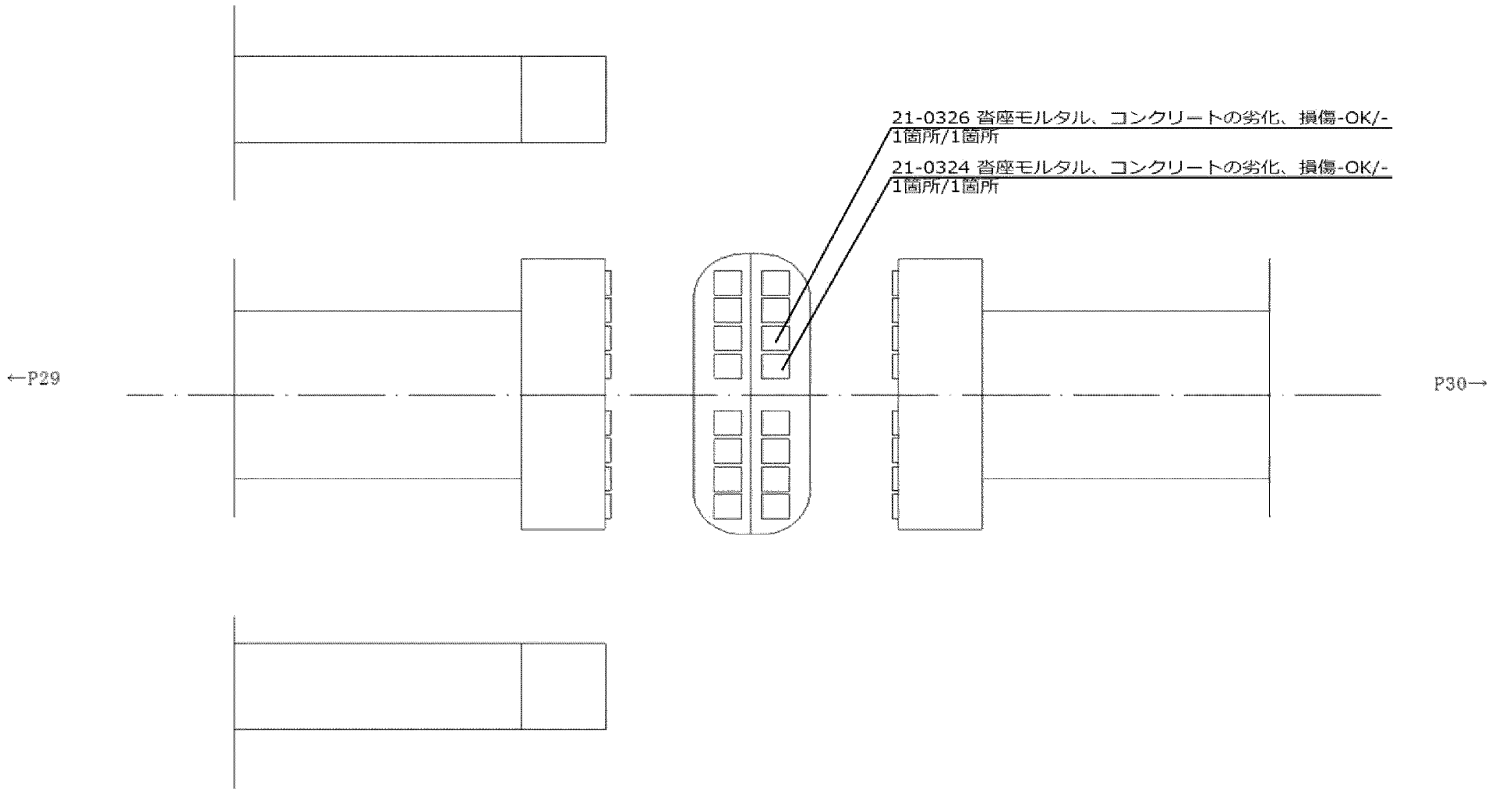 21-0326 沓座モルタル、コンクリートの劣化、損傷-OK/-
1箇所/1箇所
21-0324 沓座モルタル、コンクリートの劣化、損傷-OK/-
1箇所/1箇所
←P29
P30→